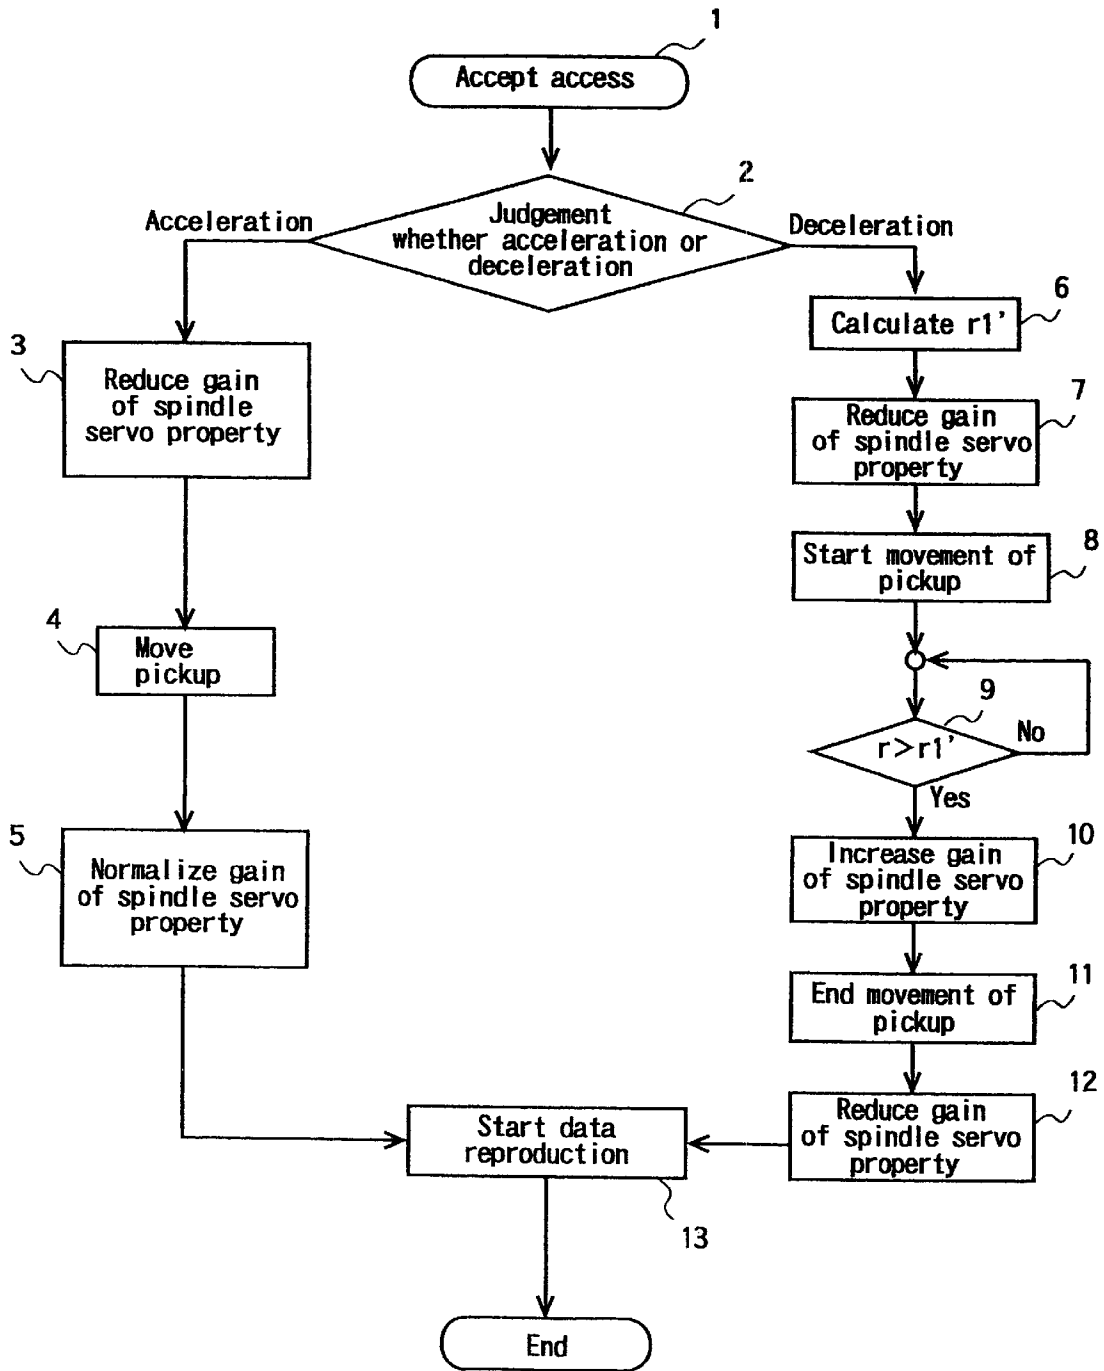 1
Accept access
2
Judgement
whether acceleration or
deceleration
Acceleration
Deceleration
3
Reduce gain
of spindle
servo property
4
Move
pickup
5
Normalize gain
of spindle servo
property
6
Calculate r1'
7
Reduce gain
of spindle servo
property
8
Start movement of
pickup
9
r>r1'
No
Yes
10
Increase gain
of spindle servo
property
11
End movement of
pickup
12
Reduce gain
of spindle servo
property
Start data
reproduction
13
End